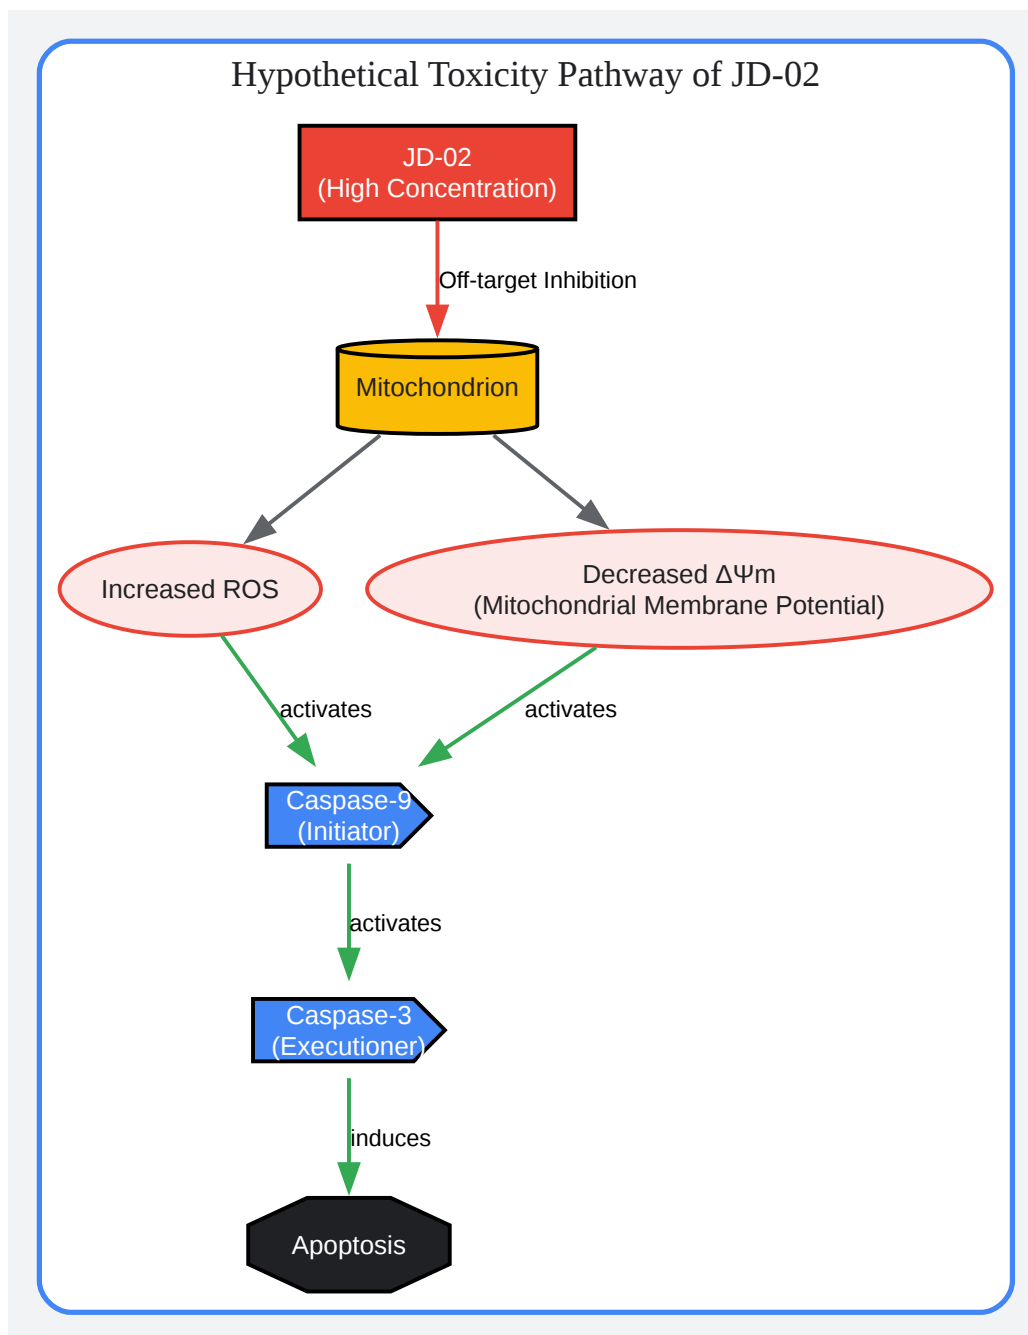 Hypothetical Toxicity Pathway of JD-02
JD-02
(High Concentration)
Off-target Inhibition
Mitochondrion
Increased ROS
Decreased ΔΨm
(Mitochondrial Membrane Potential)
activates
activates
Caspase-9
(Initiator)
activates
Caspase-3
(Executioner)
induces
Apoptosis